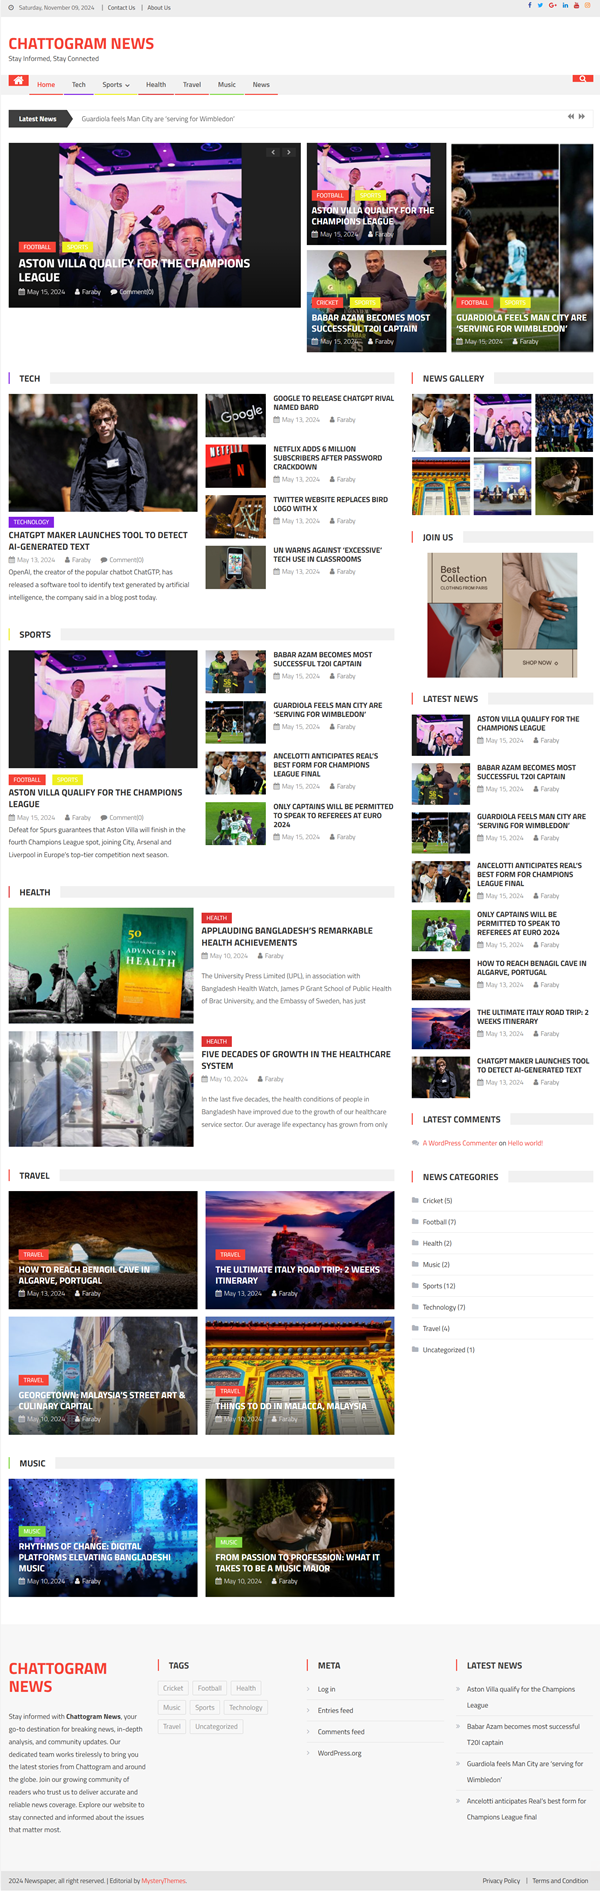 Saturday, November 09, 2024 | Contact Us | About Us
CHATTOGRAM NEWS
Stay Informed, Stay Connected
Home Tech Sports Health Travel Music News
Latest News Guardiola feels Man City are 'serving for Wimbledon'
FOOTBALL SPORTS
ASTON VILLA QUALIFY FOR THE CHAMPIONS
LEAGUE
May 15, 2024 Faraby Comment(0)
FOOTBALL SPORTS
ASTON VILLA QUALIFY FOR THE
CHAMPIONS LEAGUE
May 15, 2024 Faraby
CRICKET SPORTS
BABAR AZAM BECOMES MOST
SUCCESSFUL T20I CAPTAIN
May 15, 2024 Faraby
FOOTBALL SPORTS
GUARDIOLA FEELS MAN CITY ARE
'SERVING FOR WIMBLEDON'
May 15, 2024 Faraby
TECH
TECHNOLOGY
CHATGPT MAKER LAUNCHES TOOL TO DETECT
AI-GENERATED TEXT
May 13, 2024 Faraby Comment(0)
OpenAI, the creator of the popular chatbot ChatGTP, has
released a software tool to identify text generated by artificial
intelligence, the company said in a blog post today.
Google
GOOGLE TO RELEASE CHATGPT RIVAL
NAMED BARD
May 13, 2024 Faraby
NETFLIX
NETFLIX ADDS 6 MILLION
SUBSCRIBERS AFTER PASSWORD
CRACKDOWN
May 13, 2024 Faraby
TWITTER WEBSITE REPLACES BIRD
LOGO WITH X
May 13, 2024 Faraby
UN WARNS AGAINST 'EXCESSIVE'
TECH USE IN CLASSROOMS
May 13, 2024 Faraby
SPORTS
FOOTBALL SPORTS
ASTON VILLA QUALIFY FOR THE CHAMPIONS
LEAGUE
May 15, 2024 Faraby Comment(0)
Defeat for Spurs guarantees that Aston Villa will finish in the
fourth Champions League spot, joining City, Arsenal and
Liverpool in Europe's top-tier competition next season.
BABAR AZAM BECOMES MOST
SUCCESSFUL T20I CAPTAIN
May 15, 2024 Faraby
GUARDIOLA FEELS MAN CITY ARE
'SERVING FOR WIMBLEDON'
May 15, 2024 Faraby
ANCELOTTI ANTICIPATES REAL'S
BEST FORM FOR CHAMPIONS
LEAGUE FINAL
May 15, 2024 Faraby
ONLY CAPTAINS WILL BE PERMITTED
TO SPEAK TO REFEREES AT EURO
2024
May 15, 2024 Faraby
HEALTH
50
ADVANCES IN
HEALTH
HEALTH
APPLAUDING BANGLADESH'S REMARKABLE
HEALTH ACHIEVEMENTS
May 10, 2024 Faraby
The University Press Limited (UPL), in association with
Bangladesh Health Watch, James P Grant School of Public Health
of Brac University, and the Embassy of Sweden, has just
HEALTH
FIVE DECADES OF GROWTH IN THE HEALTHCARE
SYSTEM
May 10, 2024 Faraby
In the last five decades, the health conditions of people in
Bangladesh have improved due to the growth of our healthcare
service sector. Our average life expectancy has grown from only
TRAVEL
TRAVEL
HOW TO REACH BENAGIL CAVE IN
ALGARVE, PORTUGAL
May 13, 2024 Faraby
TRAVEL
THE ULTIMATE ITALY ROAD TRIP: 2 WEEKS
ITINERARY
May 13, 2024 Faraby
TRAVEL
GEORGETOWN: MALAYSIA'S STREET ART &
CULINARY CAPITAL
May 10, 2024 Faraby
TRAVEL
THINGS TO DO IN MALACCA, MALAYSIA
May 10, 2024 Faraby
MUSIC
MUSIC
RHYTHMS OF CHANGE: DIGITAL
PLATFORMS ELEVATING BANGLADESHI
MUSIC
May 10, 2024 Faraby
MUSIC
FROM PASSION TO PROFESSION: WHAT IT
TAKES TO BE A MUSIC MAJOR
May 10, 2024 Faraby
NEWS GALLERY
JOIN US
Best
Collection
CLOTHING FROM PARIS
SHOP NOW
LATEST NEWS
ASTON VILLA QUALIFY FOR THE
CHAMPIONS LEAGUE
May 15, 2024 Faraby
BABAR AZAM BECOMES MOST
SUCCESSFUL T20I CAPTAIN
May 15, 2024 Faraby
GUARDIOLA FEELS MAN CITY ARE
'SERVING FOR WIMBLEDON'
May 15, 2024 Faraby
ANCELOTTI ANTICIPATES REAL'S
BEST FORM FOR CHAMPIONS
LEAGUE FINAL
May 15, 2024 Faraby
ONLY CAPTAINS WILL BE
PERMITTED TO SPEAK TO
REFEREES AT EURO 2024
May 15, 2024 Faraby
HOW TO REACH BENAGIL CAVE IN
ALGARVE, PORTUGAL
May 13, 2024 Faraby
THE ULTIMATE ITALY ROAD TRIP: 2
WEEKS ITINERARY
May 13, 2024 Faraby
CHATGPT MAKER LAUNCHES TOOL
TO DETECT AI-GENERATED TEXT
May 13, 2024 Faraby
LATEST COMMENTS
A WordPress Commenter on Hello world!
NEWS CATEGORIES
Cricket (5)
Football (7)
Health (2)
Music (2)
Sports (12)
Technology (7)
Travel (4)
Uncategorized (1)
CHATTOGRAM
NEWS
Stay informed with Chattogram News, your
go-to destination for breaking news, in-depth
analysis, and community updates. Our
dedicated team works tirelessly to bring you
the latest stories from Chattogram and around
the globe. Join our growing community of
readers who trust us to deliver accurate and
reliable news coverage. Explore our website to
stay connected and informed about the issues
that matter most.
TAGS
Cricket Football Health
Music Sports Technology
Travel Uncategorized
META
Log in
Entries feed
Comments feed
WordPress.org
LATEST NEWS
Aston Villa qualify for the Champions
League
Babar Azam becomes most successful
T20I captain
Guardiola feels Man City are 'serving for
Wimbledon'
Ancelotti anticipates Real's best form for
Champions League final
2024 Newspaper, all right reserved. | Editorial by MysteryThemes.
Privacy Policy | Terms and Condition